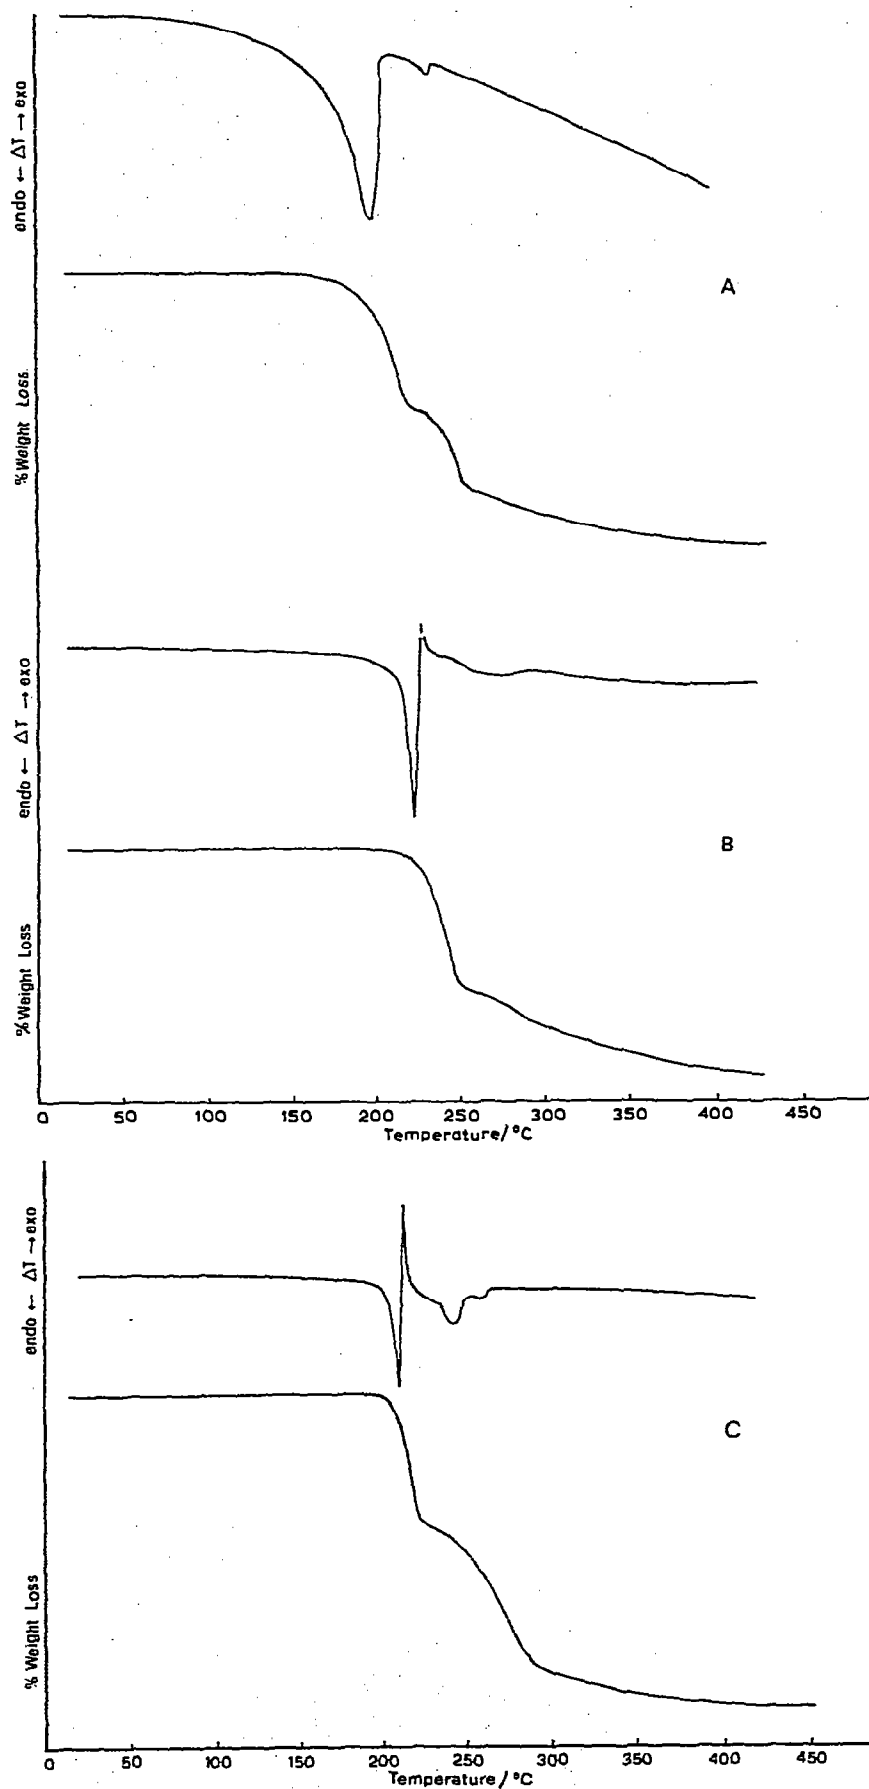 endo ← ΔT → exo
A
% Weight Loss
endo ← ΔT → exo
B
% Weight Loss
0 50 100 150 200 250 300 350 400 450
Temperature/°C
endo ← ΔT → exo
C
% Weight Loss
0 50 100 150 200 250 300 350 400 450
Temperature/°C